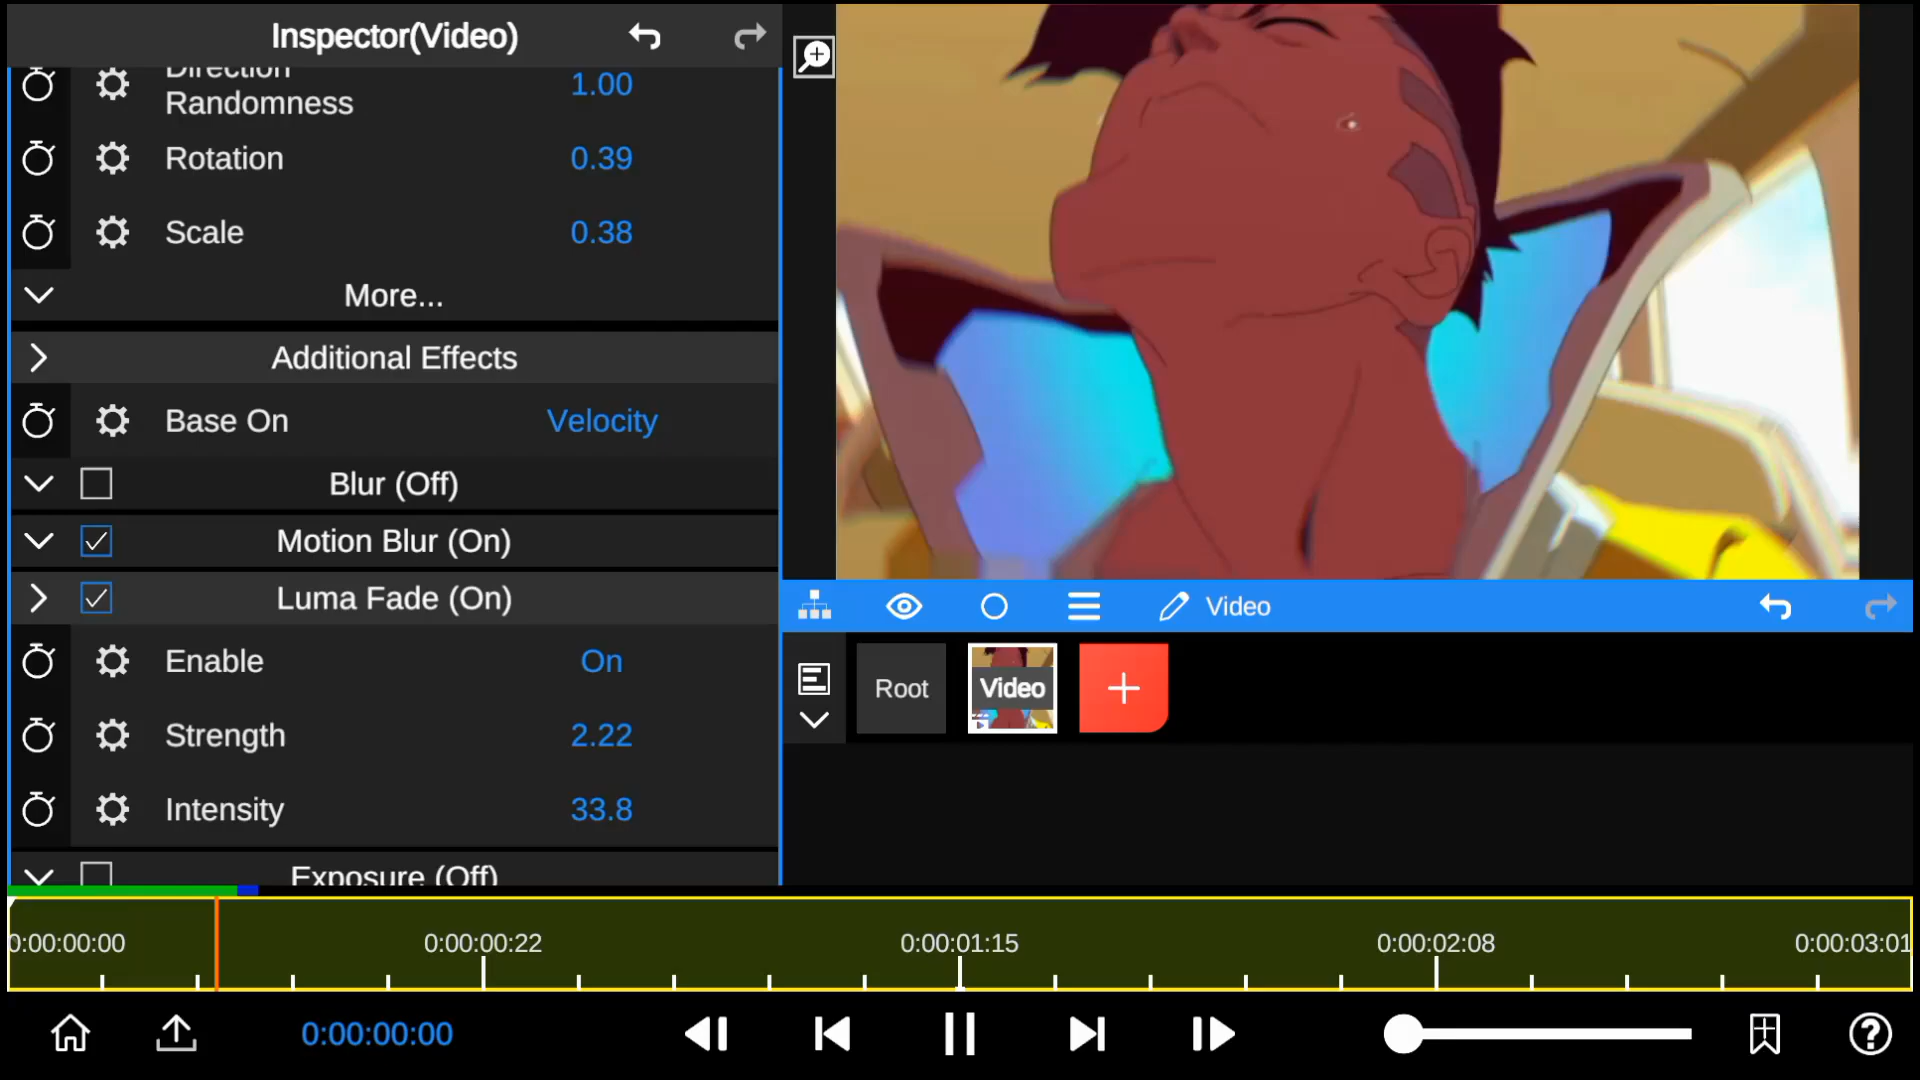 Inspector(Video)
Direction
Randomness 1.00
Rotation 0.39
Scale 0.38
More...
Additional Effects
Base On Velocity
Blur (Off)
Motion Blur (On)
Luma Fade (On)
Enable On
Strength 2.22
Intensity 33.8
Exposure (Off)
Video
Root
Video
0:00:00:00 0:00:00:22 0:00:01:15 0:00:02:08 0:00:03:01
0:00:00:00